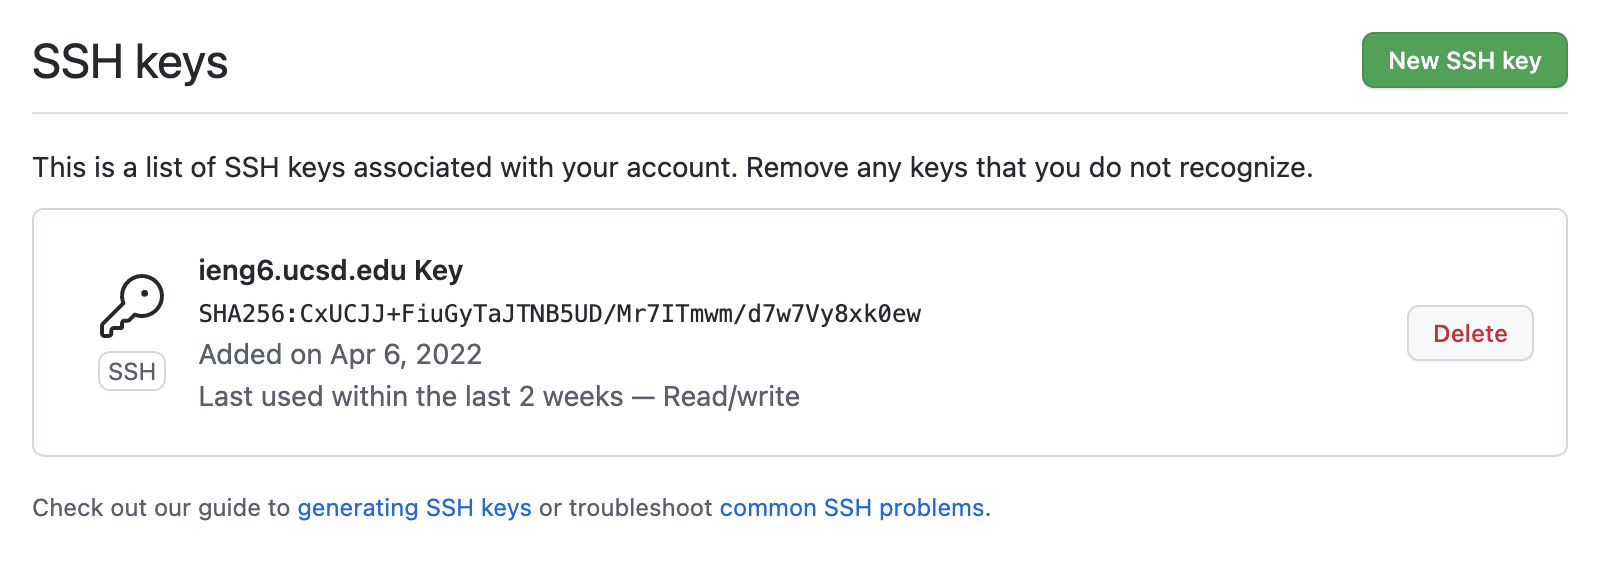 SSH keys
New SSH key
This is a list of SSH keys associated with your account. Remove any keys that you do not recognize.
ieng6.ucsd.edu Key
SHA256:CxUCJJ+FiuGyTaJTNB5UD/Mr7ITmwm/d7w7Vy8xk0ew
Added on Apr 6, 2022
Last used within the last 2 weeks — Read/write
SSH
Delete
Check out our guide to generating SSH keys or troubleshoot common SSH problems.